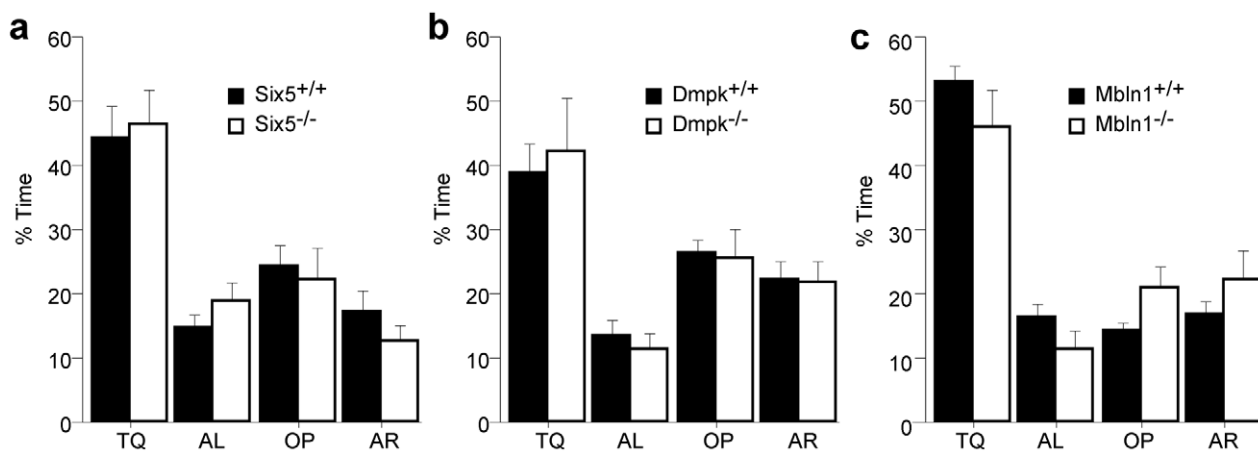 a
60
50
40
30
20
10
0
% Time
Six5+/+
Six5-/-
TQ AL OP AR
b
60
50
40
30
20
10
0
% Time
Dmpk+/+
Dmpk-/-
TQ AL OP AR
c
60
50
40
30
20
10
0
% Time
Mbln1+/+
Mbln1-/-
TQ AL OP AR